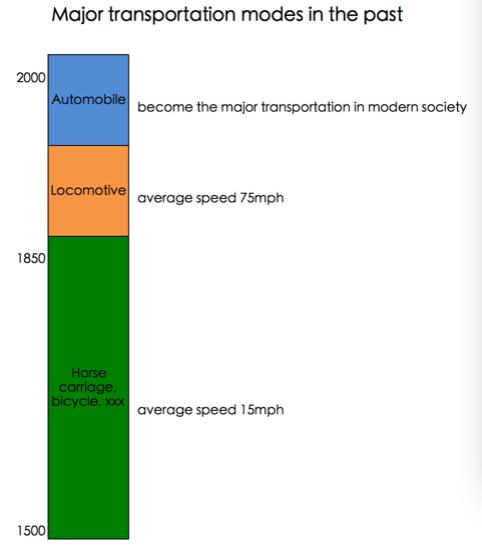 Major transportation modes in the past
2000
Automobile
become the major transportation in modern society
Locomotive
average speed 75mph
1850
Horse
carriage,
bicycle, xxx
average speed 15mph
1500